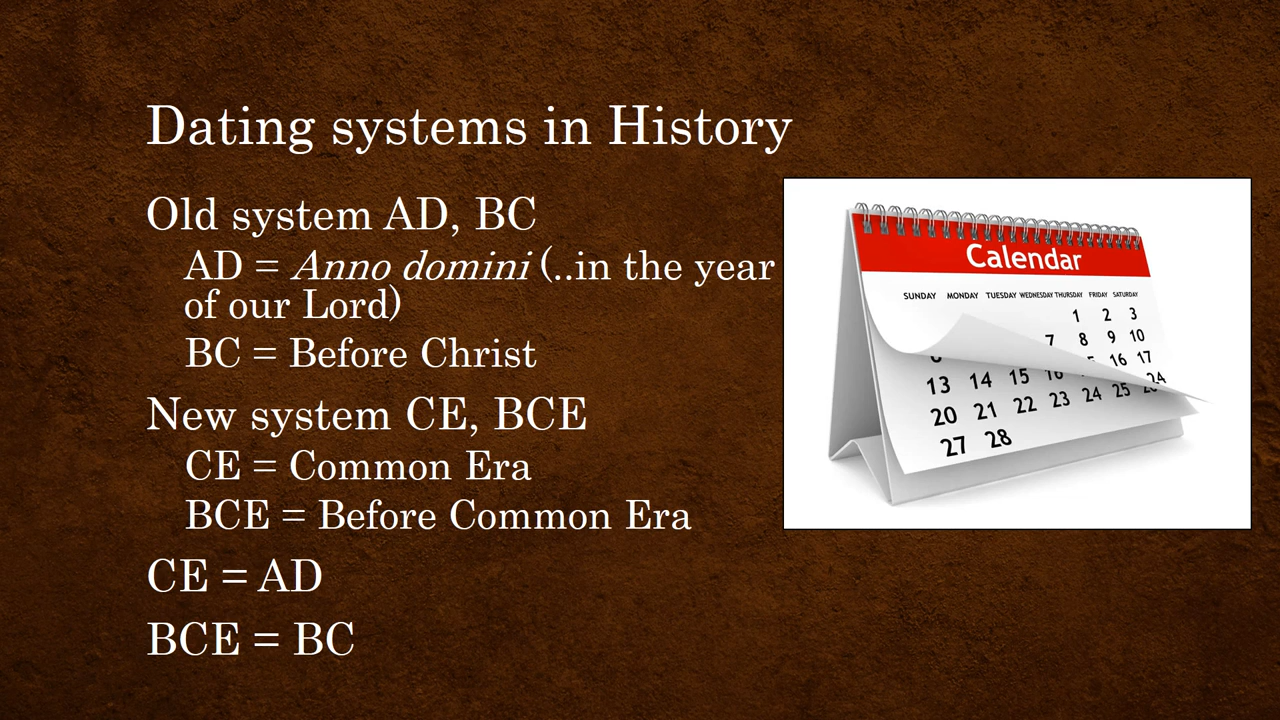 Dating systems in History
Old system AD, BC
AD = Anno domini (..in the year
of our Lord)
BC = Before Christ
New system CE, BCE
CE = Common Era
BCE = Before Common Era
CE = AD
BCE = BC
Calendar
SUNDAY MONDAY TUESDAY WEDNESDAY THURSDAY FRIDAY SATURDAY
1 2 3
7 8 9 10
16 17
13 14 15 16 24
20 21 22 23 24 25
27 28